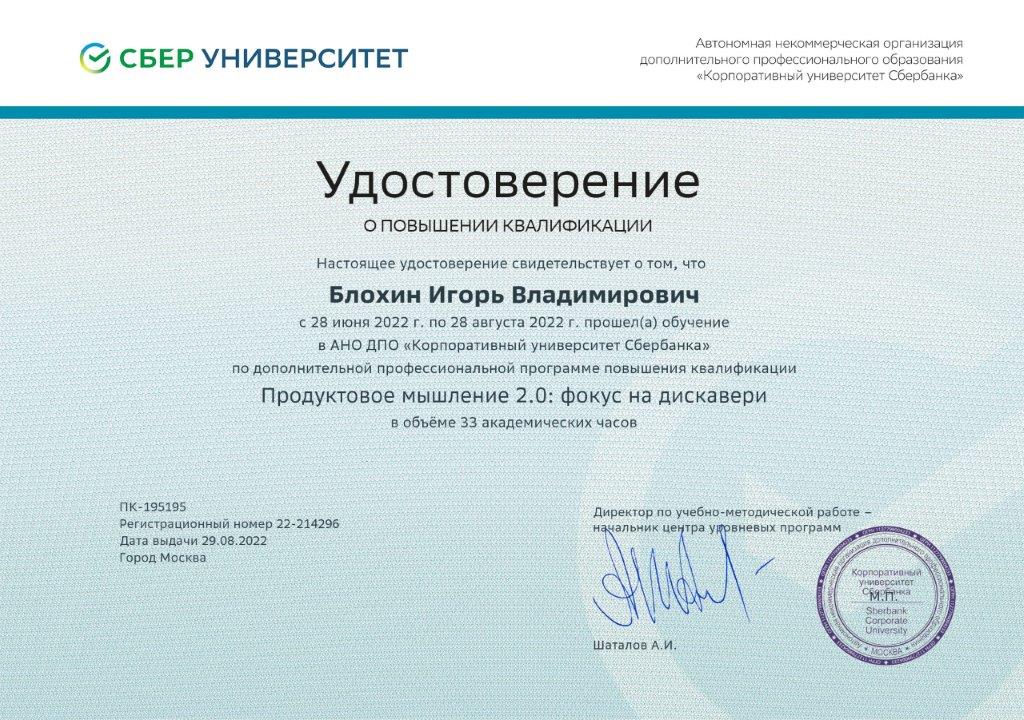 СБЕР УНИВЕРСИТЕТ
Автономная некоммерческая организация
дополнительного профессионального образования
«Корпоративный университет Сбербанка»
Удостоверение
О ПОВЫШЕНИИ КВАЛИФИКАЦИИ
Настоящее удостоверение свидетельствует о том, что
Блохин Игорь Владимирович
с 28 июня 2022 г. по 28 августа 2022 г. прошел(а) обучение
в АНО ДПО «Корпоративный университет Сбербанка»
по дополнительной профессиональной программе повышения квалификации
Продуктовое мышление 2.0: фокус на дискавери
в объёме 33 академических часов
ПК-195195
Регистрационный номер 22-214296
Дата выдачи 29.08.2022
Город Москва
Директор по учебно-методической работе –
начальник центра уровневых программ
Корпоративный
университет
Сбербанка
М.П.
Sberbank
Corporate
University
МОСКВА
Шаталов А.И.